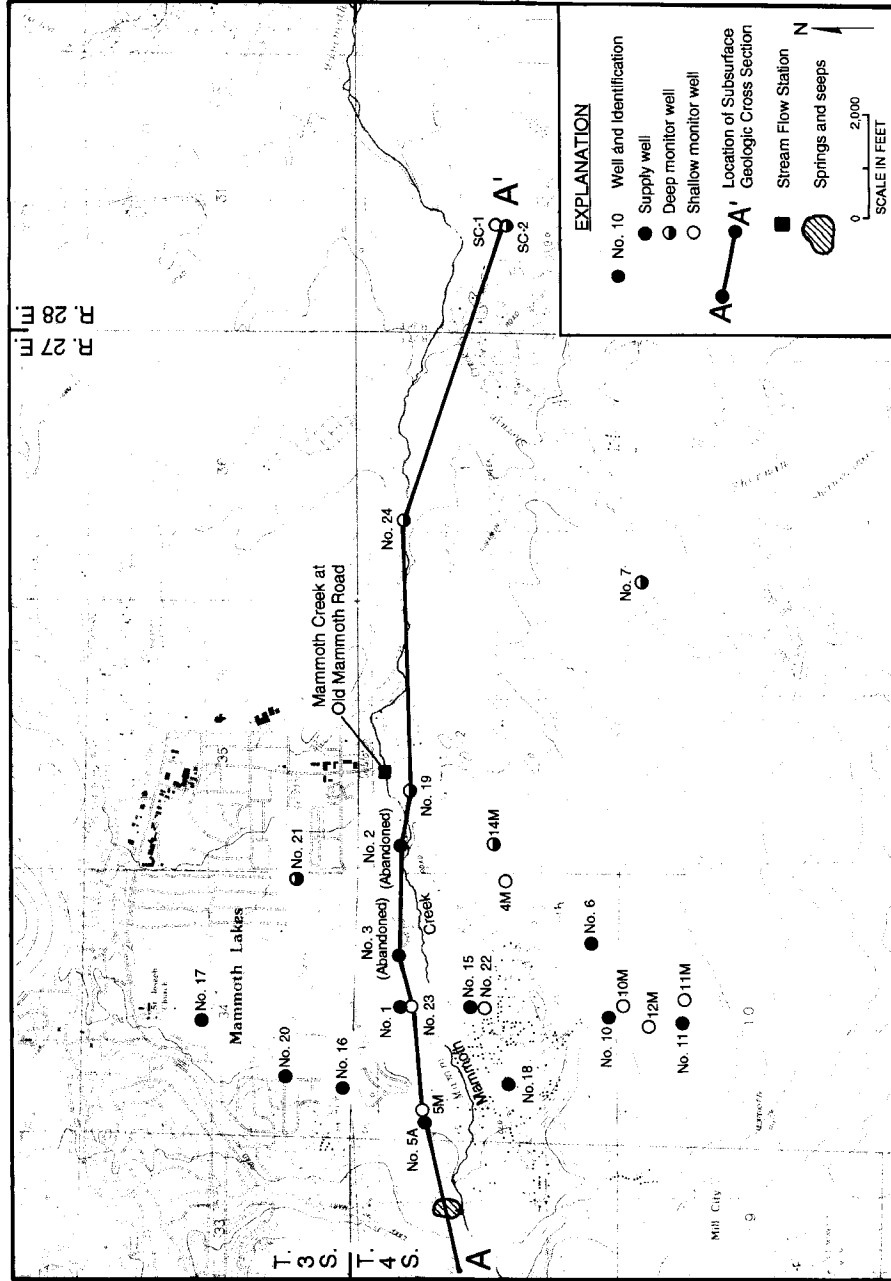 R. 27 E.
R. 28 E.
T. 3 S.
T. 4 S.
33
34
35
36
31
St. Joseph Church
No. 17
Mammoth Lakes
No. 20
No. 21
No. 16
Mammoth Creek at
Old Mammoth Road
No. 3
(Abandoned)
No. 2
(Abandoned)
No. 1
No. 23
No. 19
No. 24
5M
No. 5A
Creek
Mammoth
A
A'
SC-1
SC-2
No. 15
No. 22
4M
14M
No. 18
No. 6
No. 7
No. 10
10M
12M
No. 11
11M
Mill City
9
10
EXPLANATION
No. 10 Well and Identification
Supply well
Deep monitor well
Shallow monitor well
A A' Location of Subsurface
Geologic Cross Section
Stream Flow Station
Springs and seeps
0 2,000
SCALE IN FEET
N